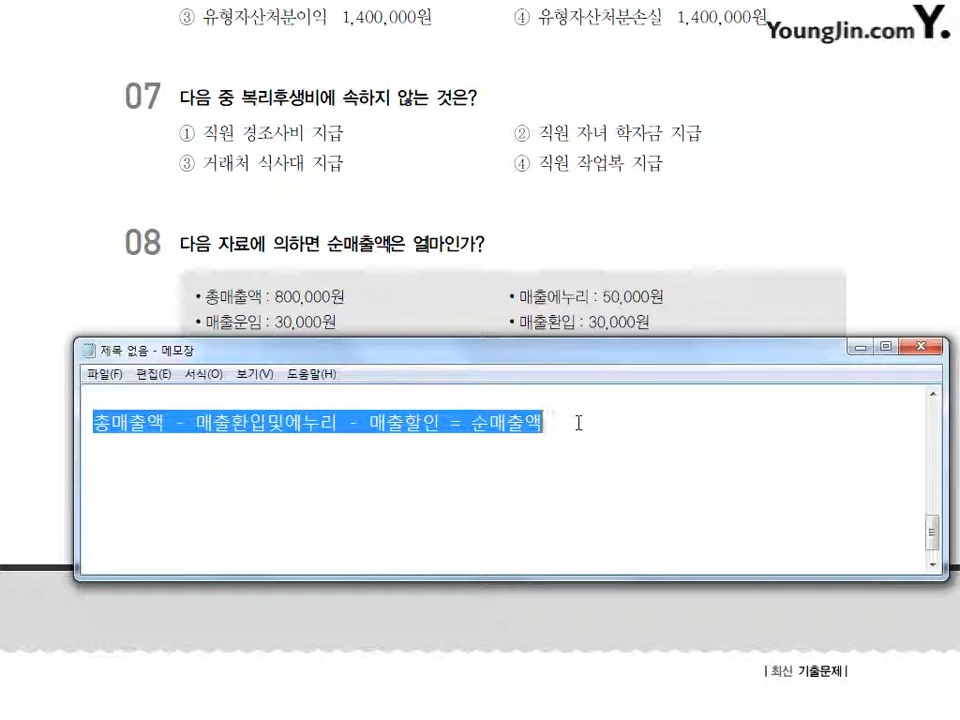 ③ 유형자산처분이익 1,400,000원 ④ 유형자산처분손실 1,400,000원
YoungJin.com Y.
07 다음 중 복리후생비에 속하지 않는 것은?
① 직원 경조사비 지급 ② 직원 자녀 학자금 지급
③ 거래처 식사대 지급 ④ 직원 작업복 지급
08 다음 자료에 의하면 순매출액은 얼마인가?
• 총매출액 : 800,000원 • 매출에누리 : 50,000원
• 매출운임 : 30,000원 • 매출환입 : 30,000원
제목 없음 - 메모장
파일(F) 편집(E) 서식(O) 보기(V) 도움말(H)
총매출액 - 매출환입및에누리 - 매출할인 = 순매출액
| 최신 기출문제 |